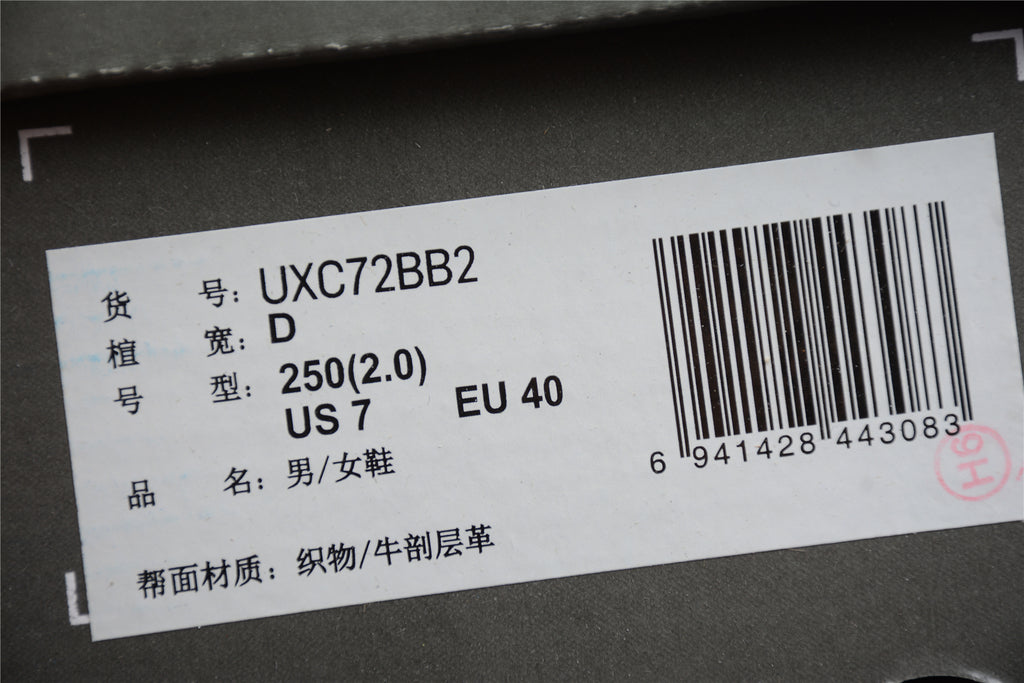 货 号: UXC72BB2
楦 宽: D
号 型: 250(2.0)
US 7 EU 40
品 名: 男/女鞋
帮面材质: 织物/牛剖层革
6 941428 443083
H6